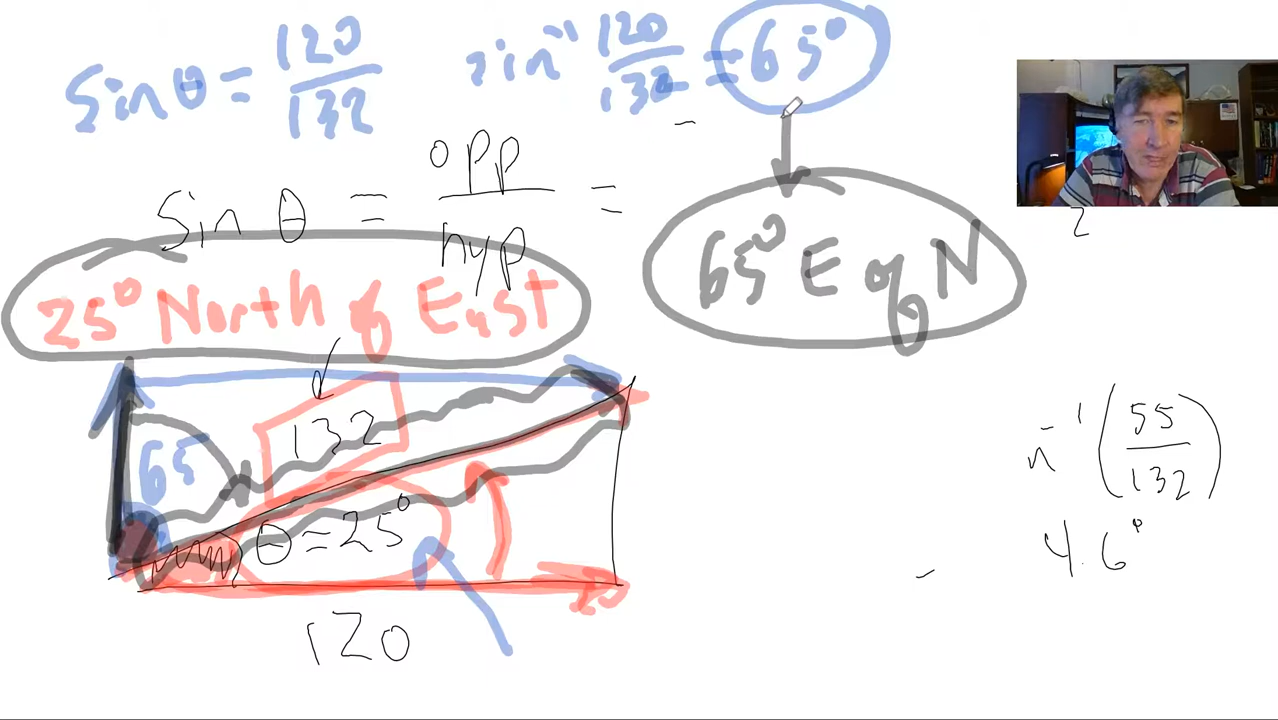 sin θ = 120/132
sin⁻¹ 120/132 = 65°
sin θ = opp/hyp =
2
25° North of East
65° E of N
132
65
θ = 25°
120
n⁻¹ (55/132)
4.6°